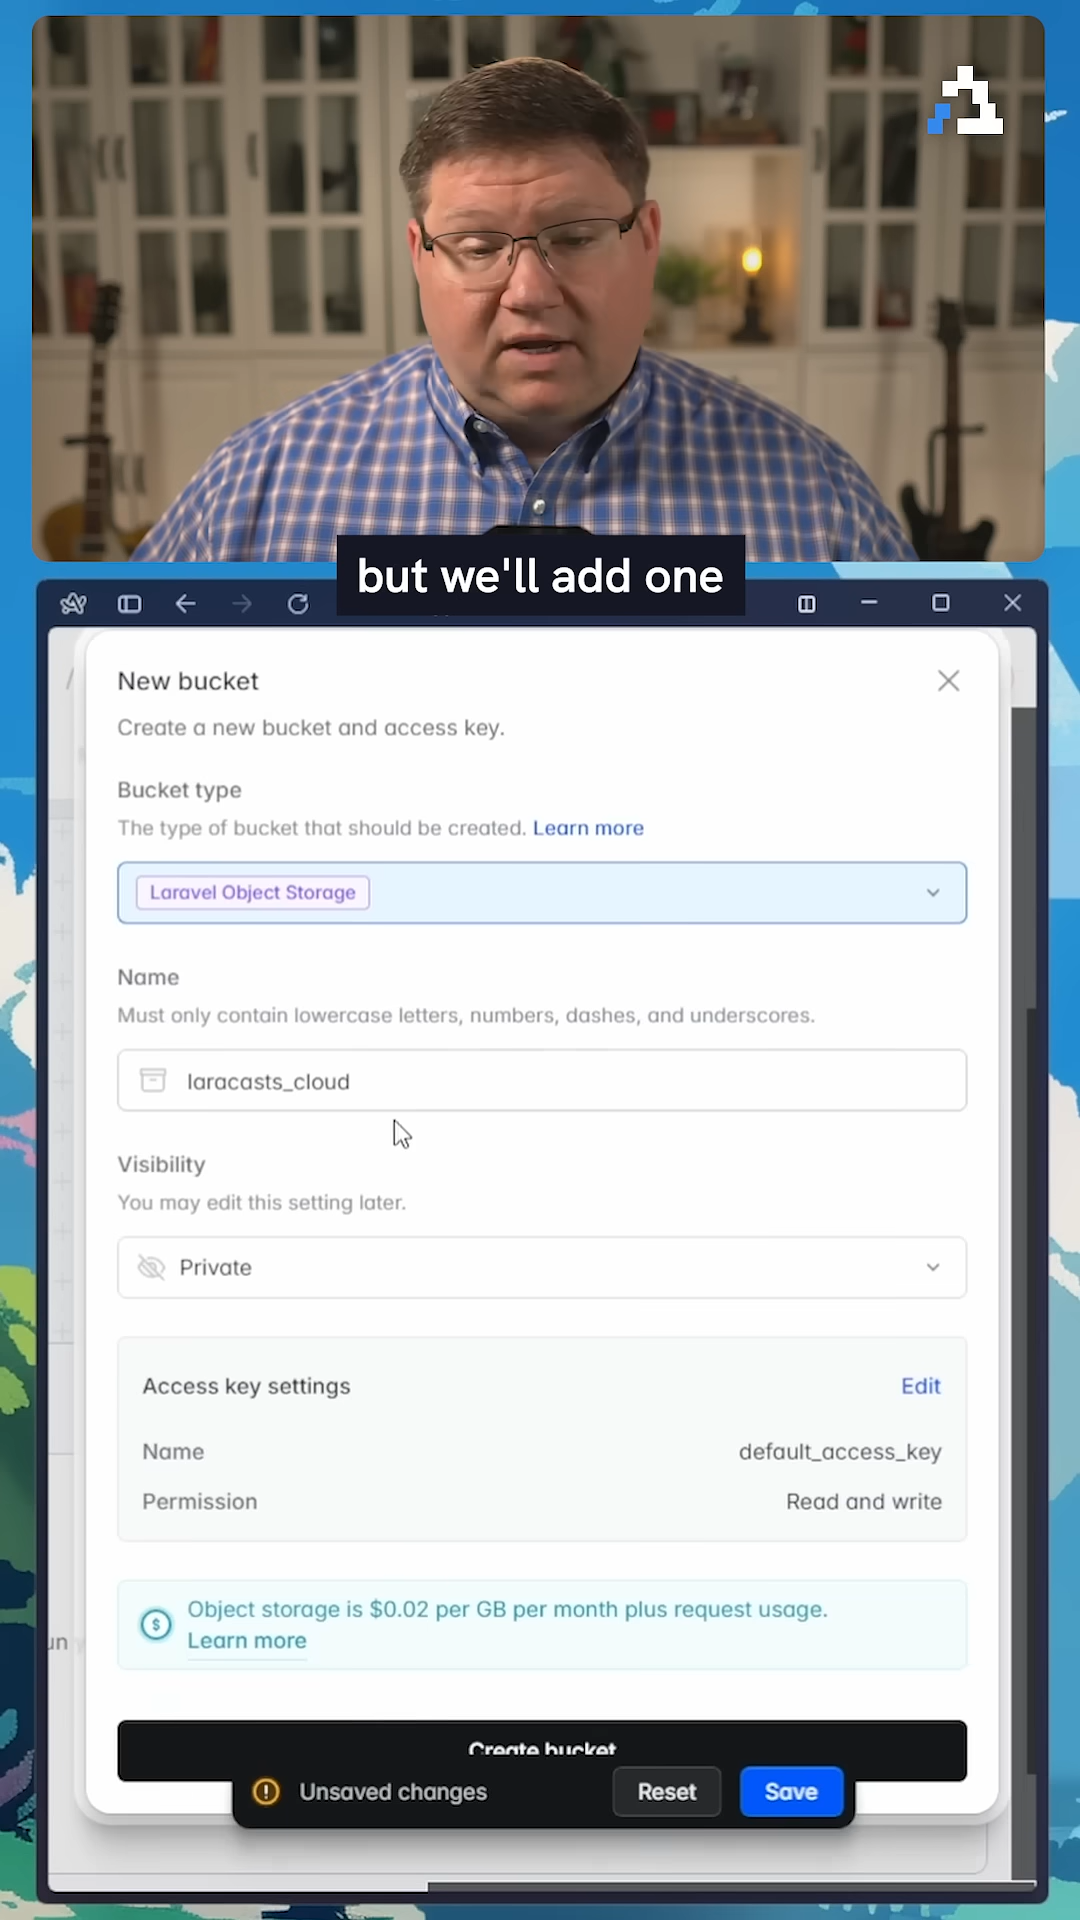 but we'll add one
New bucket
Create a new bucket and access key.
Bucket type
The type of bucket that should be created. Learn more
Laravel Object Storage
Name
Must only contain lowercase letters, numbers, dashes, and underscores.
laracasts_cloud
Visibility
You may edit this setting later.
Private
Access key settings
Edit
Name
default_access_key
Permission
Read and write
Object storage is $0.02 per GB per month plus request usage.
Learn more
Create bucket
Unsaved changes
Reset
Save